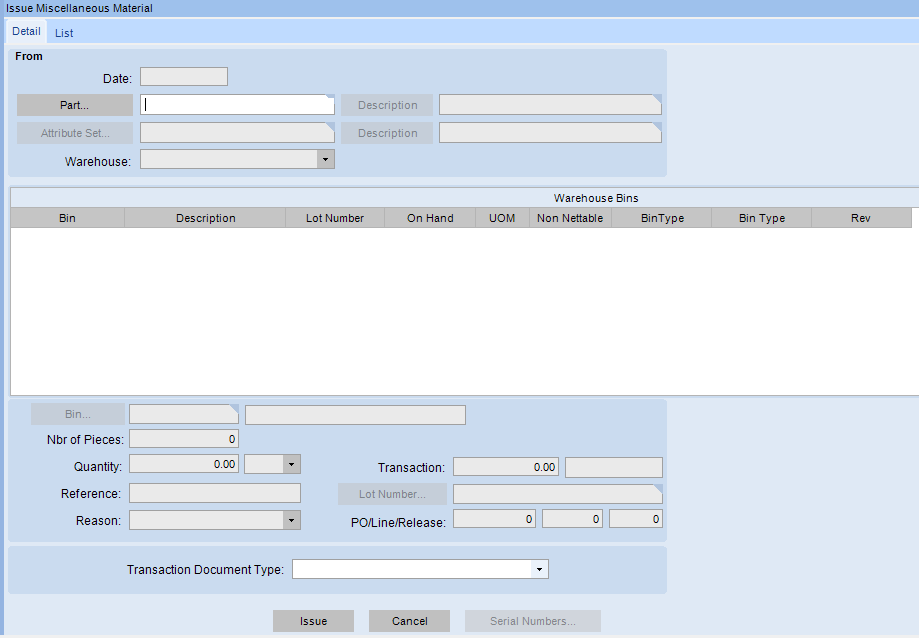 Issue Miscellaneous Material
Detail List
From
Date:
Part... Description
Attribute Set... Description
Warehouse:
Warehouse Bins
Bin Description Lot Number On Hand UOM Non Nettable BinType Bin Type Rev
Bin...
Nbr of Pieces: 0
Quantity: 0.00 Transaction: 0.00
Reference: Lot Number...
Reason: PO/Line/Release: 0 0 0
Transaction Document Type:
Issue Cancel Serial Numbers...